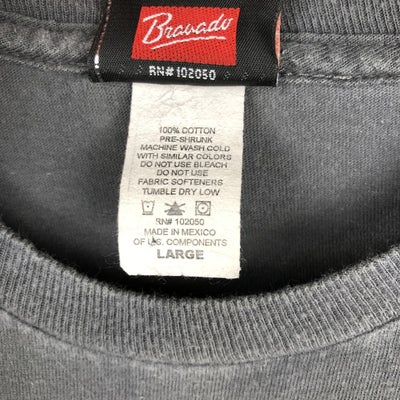 Bravado
RN# 102050
100% COTTON
PRE-SHRUNK
MACHINE WASH COLD
WITH SIMILAR COLORS
DO NOT USE BLEACH
DO NOT USE
FABRIC SOFTENERS
TUMBLE DRY LOW
RN# 102050
MADE IN MEXICO
OF U.S. COMPONENTS
LARGE